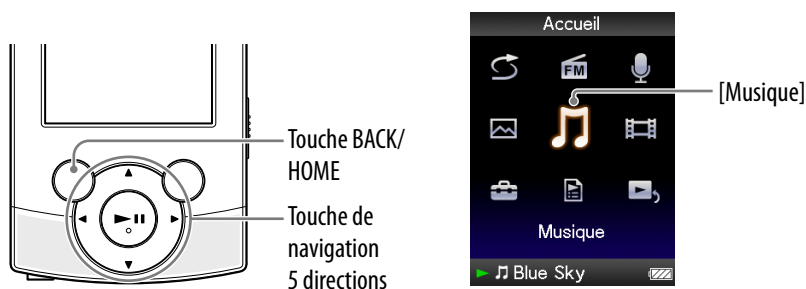 Touche BACK/
HOME
Touche de
navigation
5 directions
Accueil
FM
[Musique]
Musique
Blue Sky